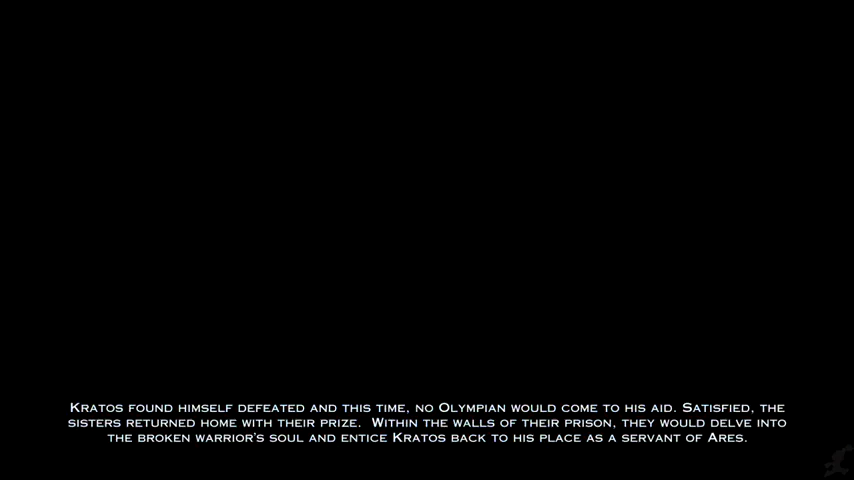 Kratos found himself defeated and this time, no Olympian would come to his aid. Satisfied, the
sisters returned home with their prize.  Within the walls of their prison, they would delve into
the broken warrior's soul and entice Kratos back to his place as a servant of Ares.